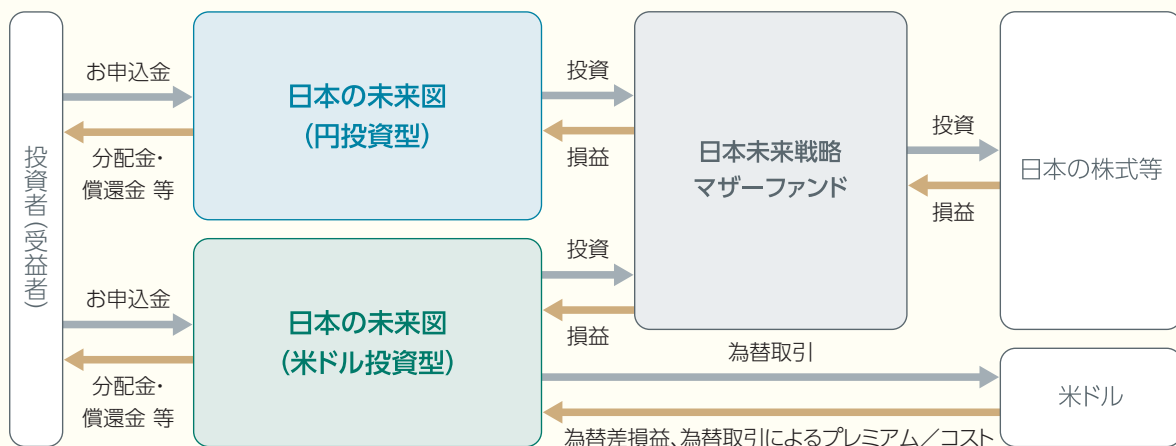 投資者(受益者)
お申込金
分配金・
償還金 等
日本の未来図
(円投資型)
投資
損益
日本未来戦略
マザーファンド
投資
損益
日本の株式等
お申込金
分配金・
償還金 等
日本の未来図
(米ドル投資型)
投資
損益
為替取引
為替差損益、為替取引によるプレミアム／コスト
米ドル